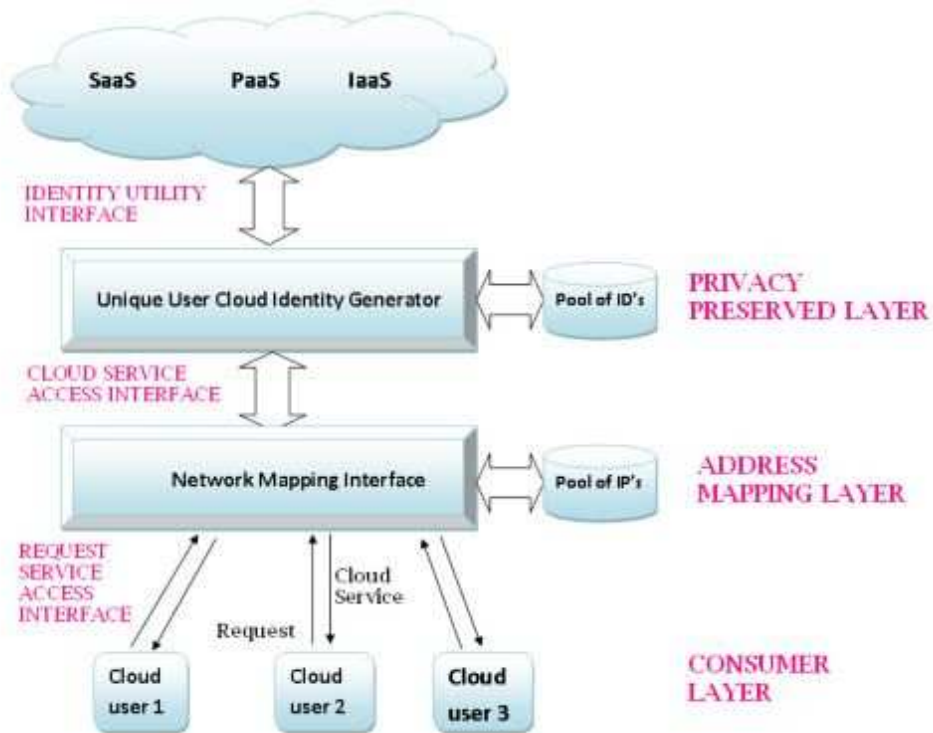 SaaS PaaS IaaS
IDENTITY UTILITY
INTERFACE
Unique User Cloud Identity Generator
Pool of ID's
PRIVACY
PRESERVED LAYER
CLOUD SERVICE
ACCESS INTERFACE
Network Mapping Interface
Pool of IP's
ADDRESS
MAPPING LAYER
REQUEST
SERVICE
ACCESS
INTERFACE
Cloud
Service
Request
Cloud
user 1
Cloud
user 2
Cloud
user 3
CONSUMER
LAYER